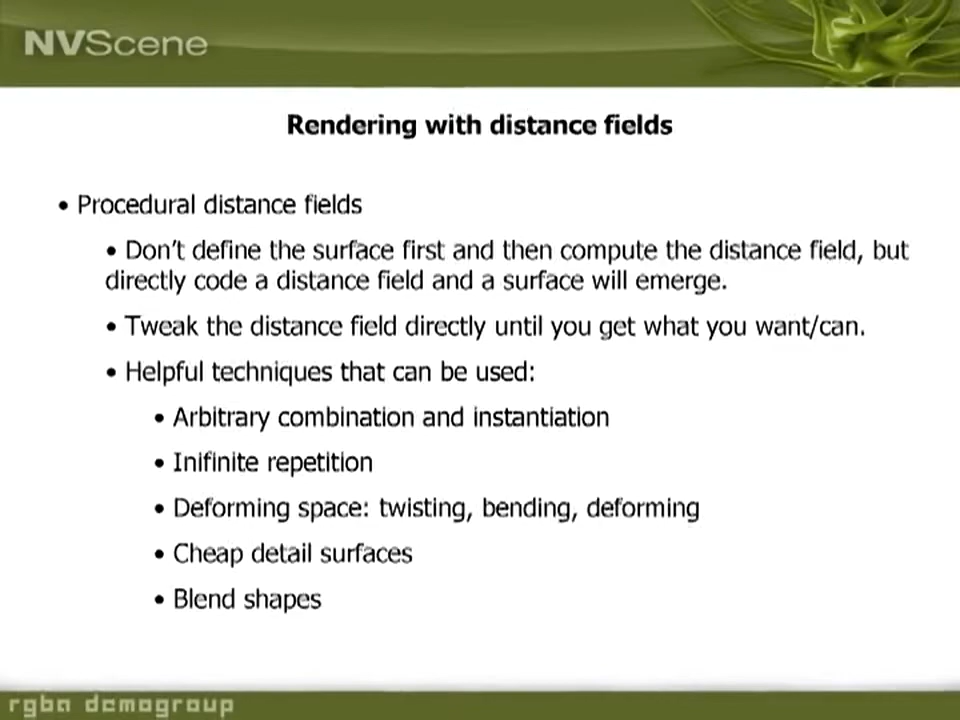 NVScene
Rendering with distance fields
• Procedural distance fields
• Don't define the surface first and then compute the distance field, but
directly code a distance field and a surface will emerge.
• Tweak the distance field directly until you get what you want/can.
• Helpful techniques that can be used:
• Arbitrary combination and instantiation
• Inifinite repetition
• Deforming space: twisting, bending, deforming
• Cheap detail surfaces
• Blend shapes
rgba demogroup